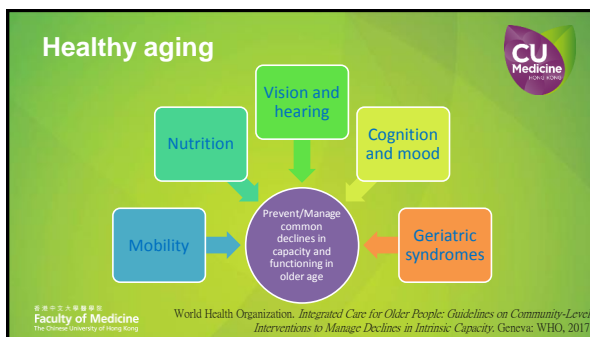 Healthy aging
CU
Medicine
HONG KONG
Vision and
hearing
Nutrition
Cognition
and mood
Mobility
Prevent/Manage
common
declines in
capacity and
functioning in
older age
Geriatric
syndromes
香港中文大學醫學院
Faculty of Medicine
The Chinese University of Hong Kong
World Health Organization. Integrated Care for Older People: Guidelines on Community-Level
Interventions to Manage Declines in Intrinsic Capacity. Geneva: WHO, 2017